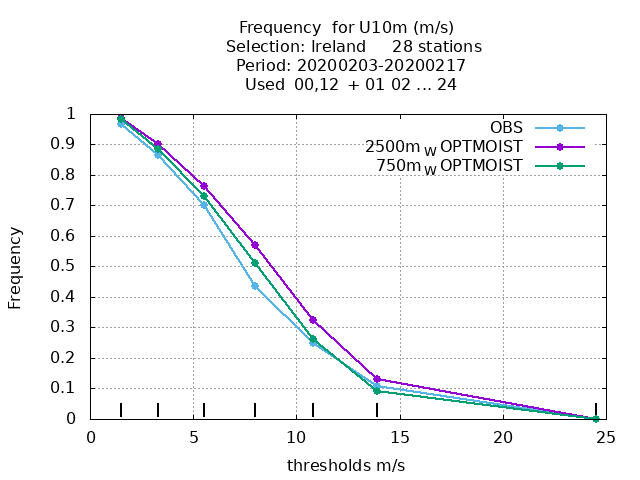 Frequency for U10m (m/s)
Selection: Ireland 28 stations
Period: 20200203-20200217
Used 00,12 + 01 02 ... 24
OBS
2500m W OPTMOIST
750m W OPTMOIST
1
0.9
0.8
0.7
0.6
0.5
0.4
0.3
0.2
0.1
0
Frequency
0 5 10 15 20 25
thresholds m/s